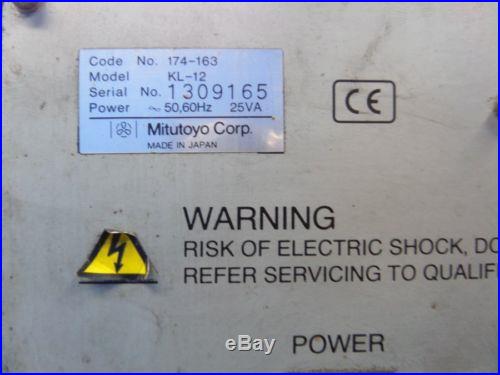 Code No. 174-163
Model KL-12
Serial No. 1309165
Power ~ 50,60Hz 25VA
Mitutoyo Corp.
MADE IN JAPAN
CE
WARNING
RISK OF ELECTRIC SHOCK, DO
REFER SERVICING TO QUALIF
POWER
ebay